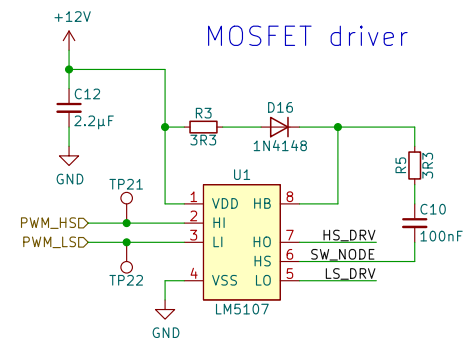 +12V
MOSFET driver
C12
2.2µF
GND
R3
3R3
D16
1N4148
R5
3R3
C10
100nF
TP21
PWM_HS
PWM_LS
TP22
U1
1 VDD HB 8
2 HI
3 LI HO 7
HS_DRV
HS 6
SW_NODE
4 VSS LO 5
LS_DRV
LM5107
GND